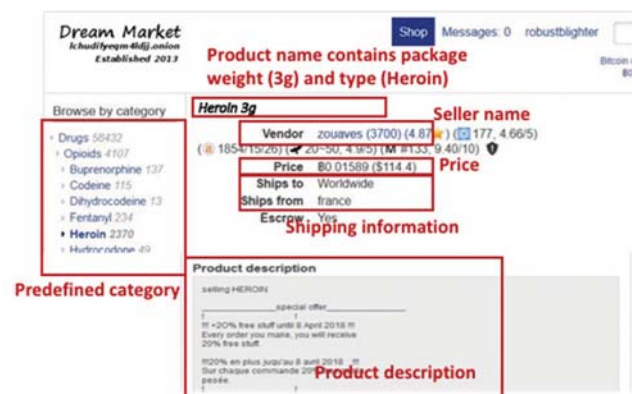 Dream Market
Established 2013
Shop Messages: 0 robustblighter
Product name contains package
weight (3g) and type (Heroin)
Browse by category
Heroin 3g
Seller name
Drugs 58432
Opioids 4107
Buprenorphine 137
Codeine 115
Dihydrocodeine 13
Fentanyl 234
Heroin 2370
Hydrocodone 49
Vendor zouaves (3700) (4.87★) (177, 4.66/5)
(1854/15/26) (20~50, 4.9/5) (M #133, 9.40/10)
Price ฿0.01589 ($114.4)
Price
Ships to Worldwide
Ships from france
Escrow Yes
Shipping information
Predefined category
Product description
selling HEROIN
special offer
!!! +20% free stuff until 8 April 2018 !!!
Every order you make, you will receive
20% free stuff.
!!!20% en plus juqu'au 8 avril 2018 !!!
Sur chaque commande 20%
pesée.
Product description